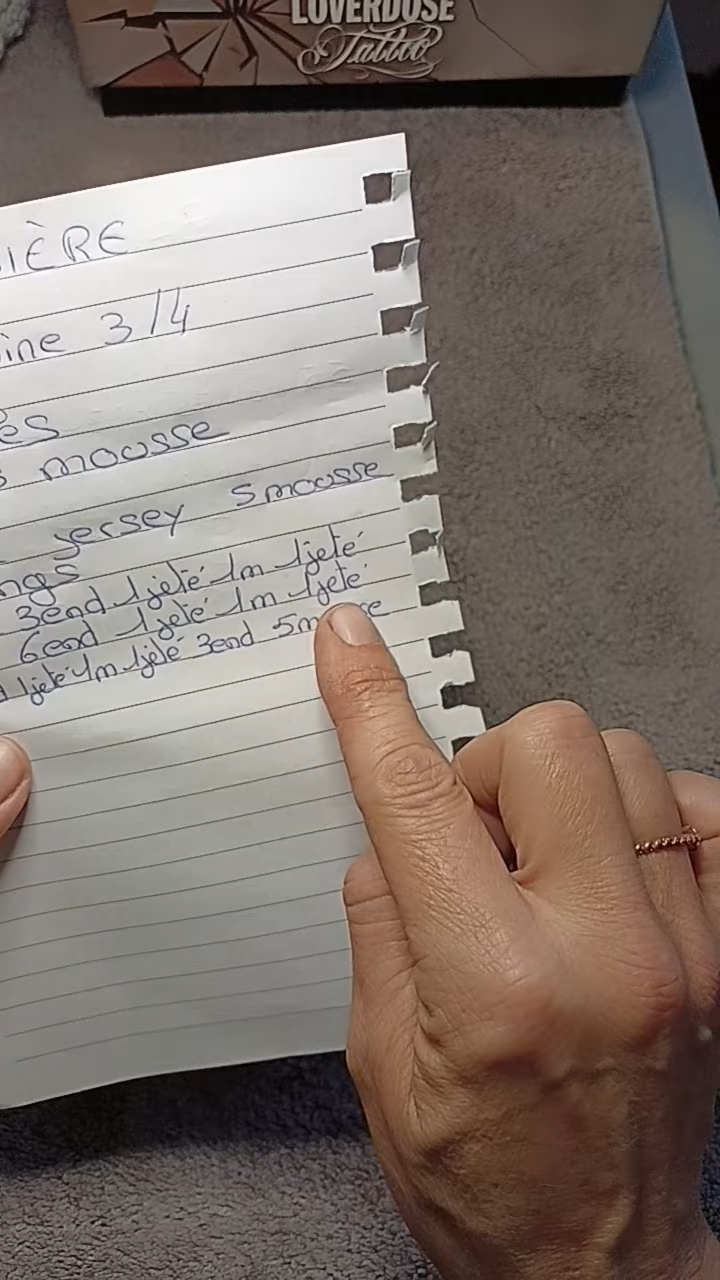 LOVERDOSE
Tattoo
IÈRE
ine 3/4
es
s mousse
jersey 5 mousse
ngs
3end 1jeté 1m 1jeté
6end 1jeté 1m 1jeté
1jeté 1m 1jeté 3end